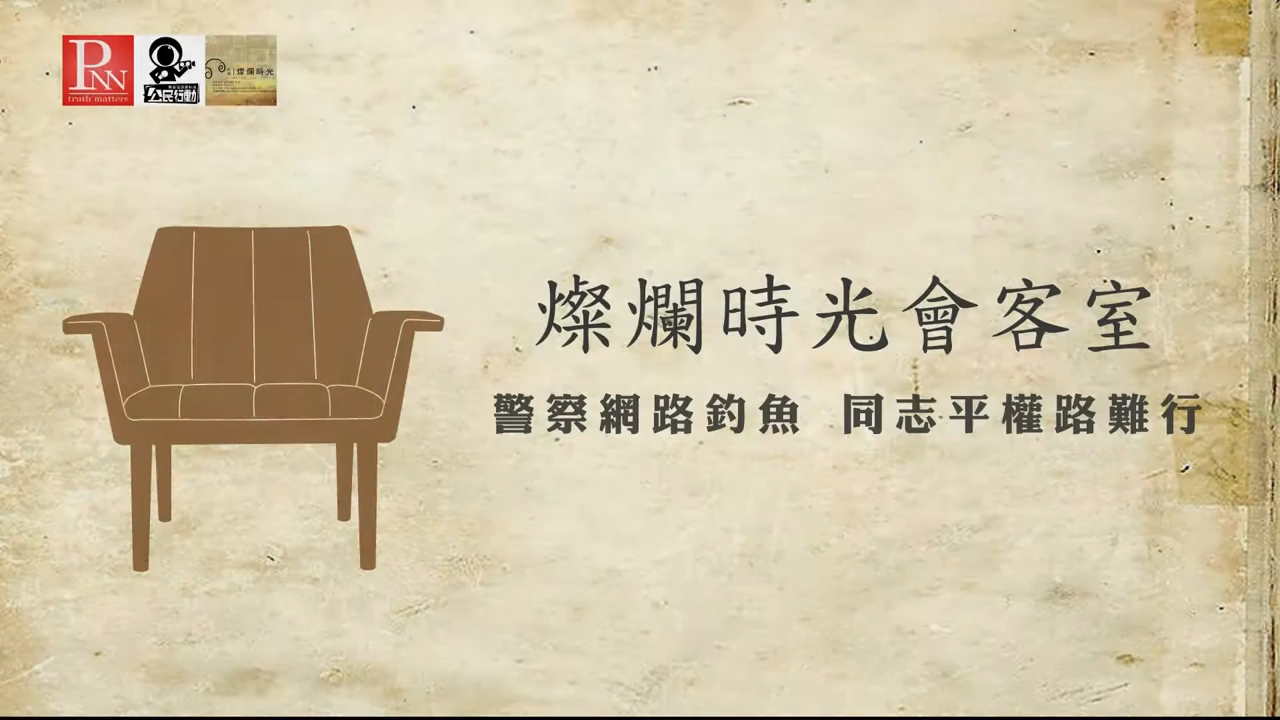 PNN
truth matters
公民行動
燦爛時光
燦爛時光會客室
警察網路釣魚 同志平權路難行